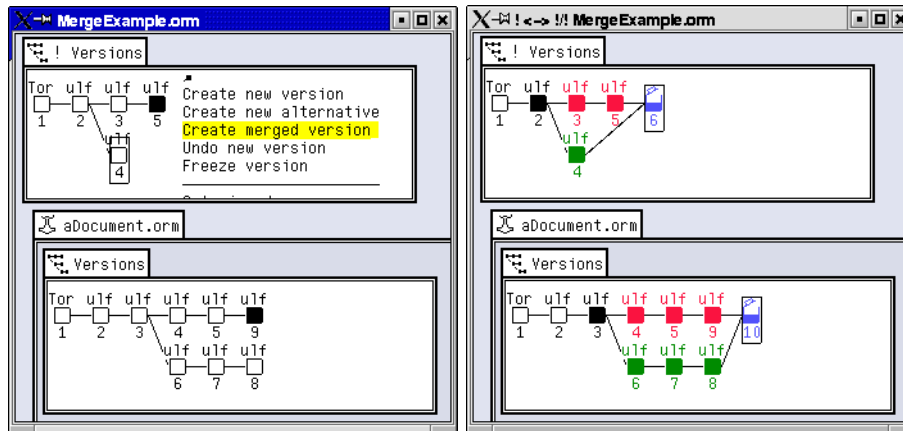 MergeExample.orm
! Versions
Tor ulf ulf ulf
1 2 3 5
ulf
4
Create new version
Create new alternative
Create merged version
Undo new version
Freeze version
aDocument.orm
Versions
Tor ulf ulf ulf ulf ulf
1 2 3 4 5 9
ulf ulf ulf
6 7 8
! <-> !/! MergeExample.orm
! Versions
Tor ulf ulf ulf
1 2 3 5 6
ulf
4
aDocument.orm
Versions
Tor ulf ulf ulf ulf ulf
1 2 3 4 5 9 10
ulf ulf ulf
6 7 8